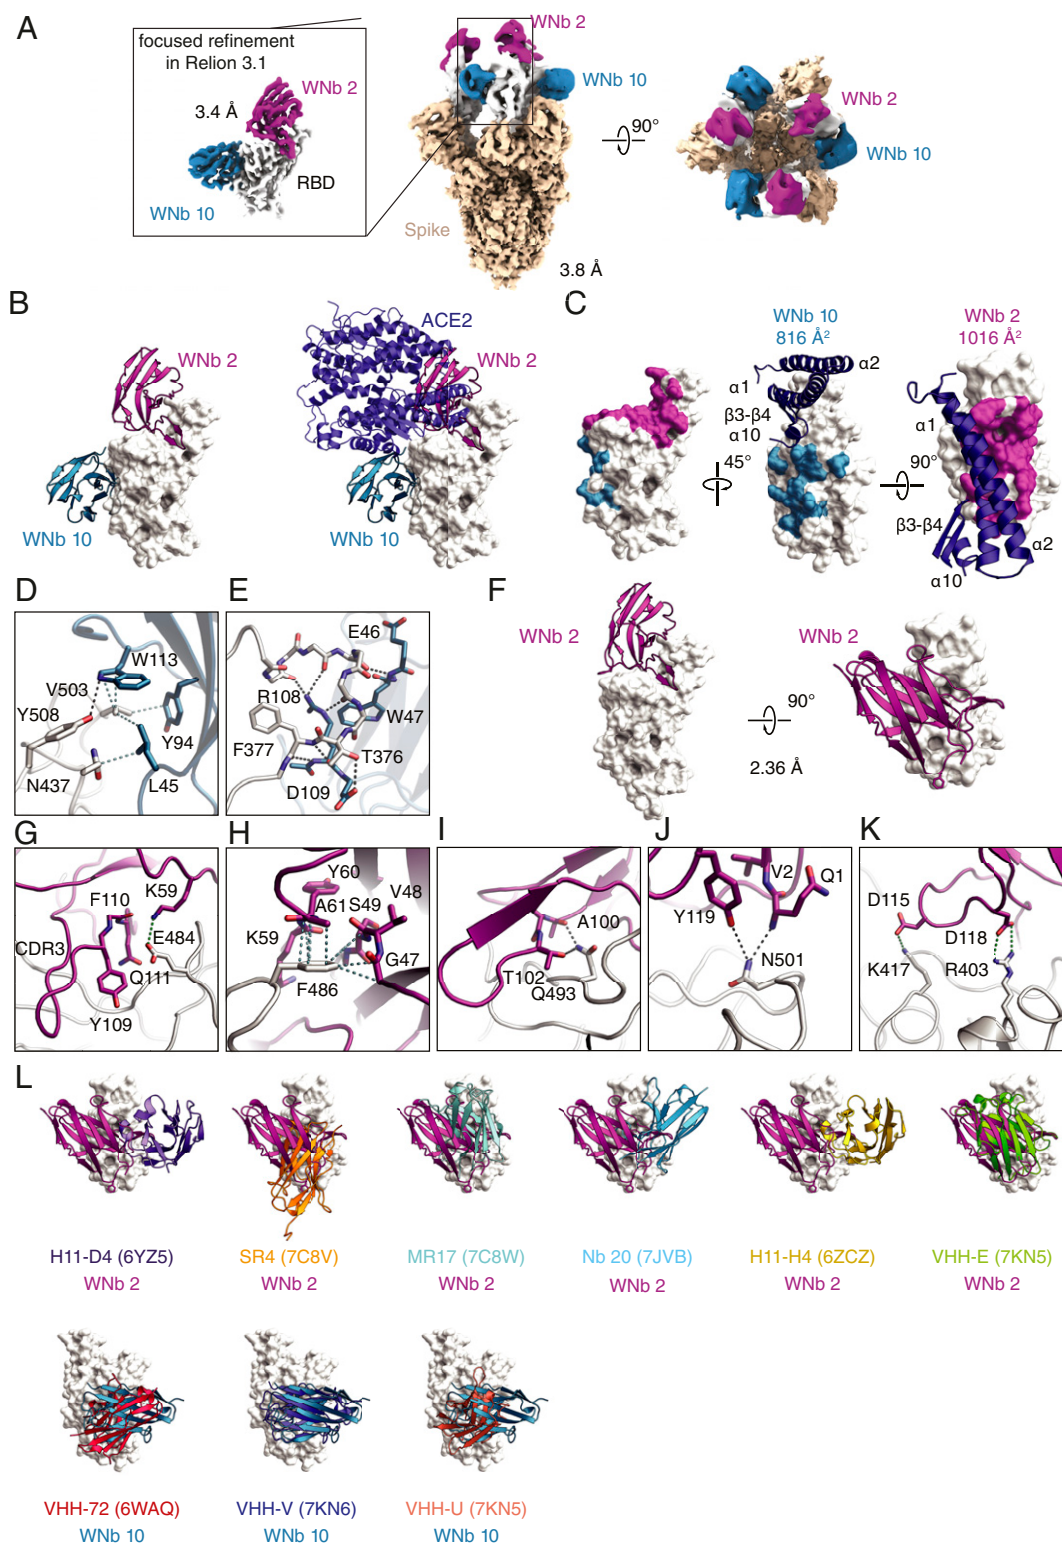 A
focused refinement
in Relion 3.1
WNb 2
3.4 Å
RBD
WNb 10
WNb 2
WNb 10
Spike
3.8 Å
90°
WNb 2
WNb 10
B
WNb 2
WNb 10
ACE2
WNb 2
WNb 10
C
WNb 10
816 Å²
α1
α2
β3-β4
α10
45°
WNb 2
1016 Å²
α1
90°
β3-β4
α2
α10
D
W113
V503
Y508
Y94
N437
L45
E
E46
R108
W47
F377
T376
D109
F
WNb 2
90°
2.36 Å
WNb 2
G
K59
F110
CDR3
E484
Q111
Y109
H
Y60
A61
S49
V48
K59
G47
F486
I
A100
T102
Q493
J
V2
Q1
Y119
N501
K
D115
D118
K417
R403
L
H11-D4 (6YZ5)
WNb 2
SR4 (7C8V)
WNb 2
MR17 (7C8W)
WNb 2
Nb 20 (7JVB)
WNb 2
H11-H4 (6ZCZ)
WNb 2
VHH-E (7KN5)
WNb 2
VHH-72 (6WAQ)
WNb 10
VHH-V (7KN6)
WNb 10
VHH-U (7KN5)
WNb 10